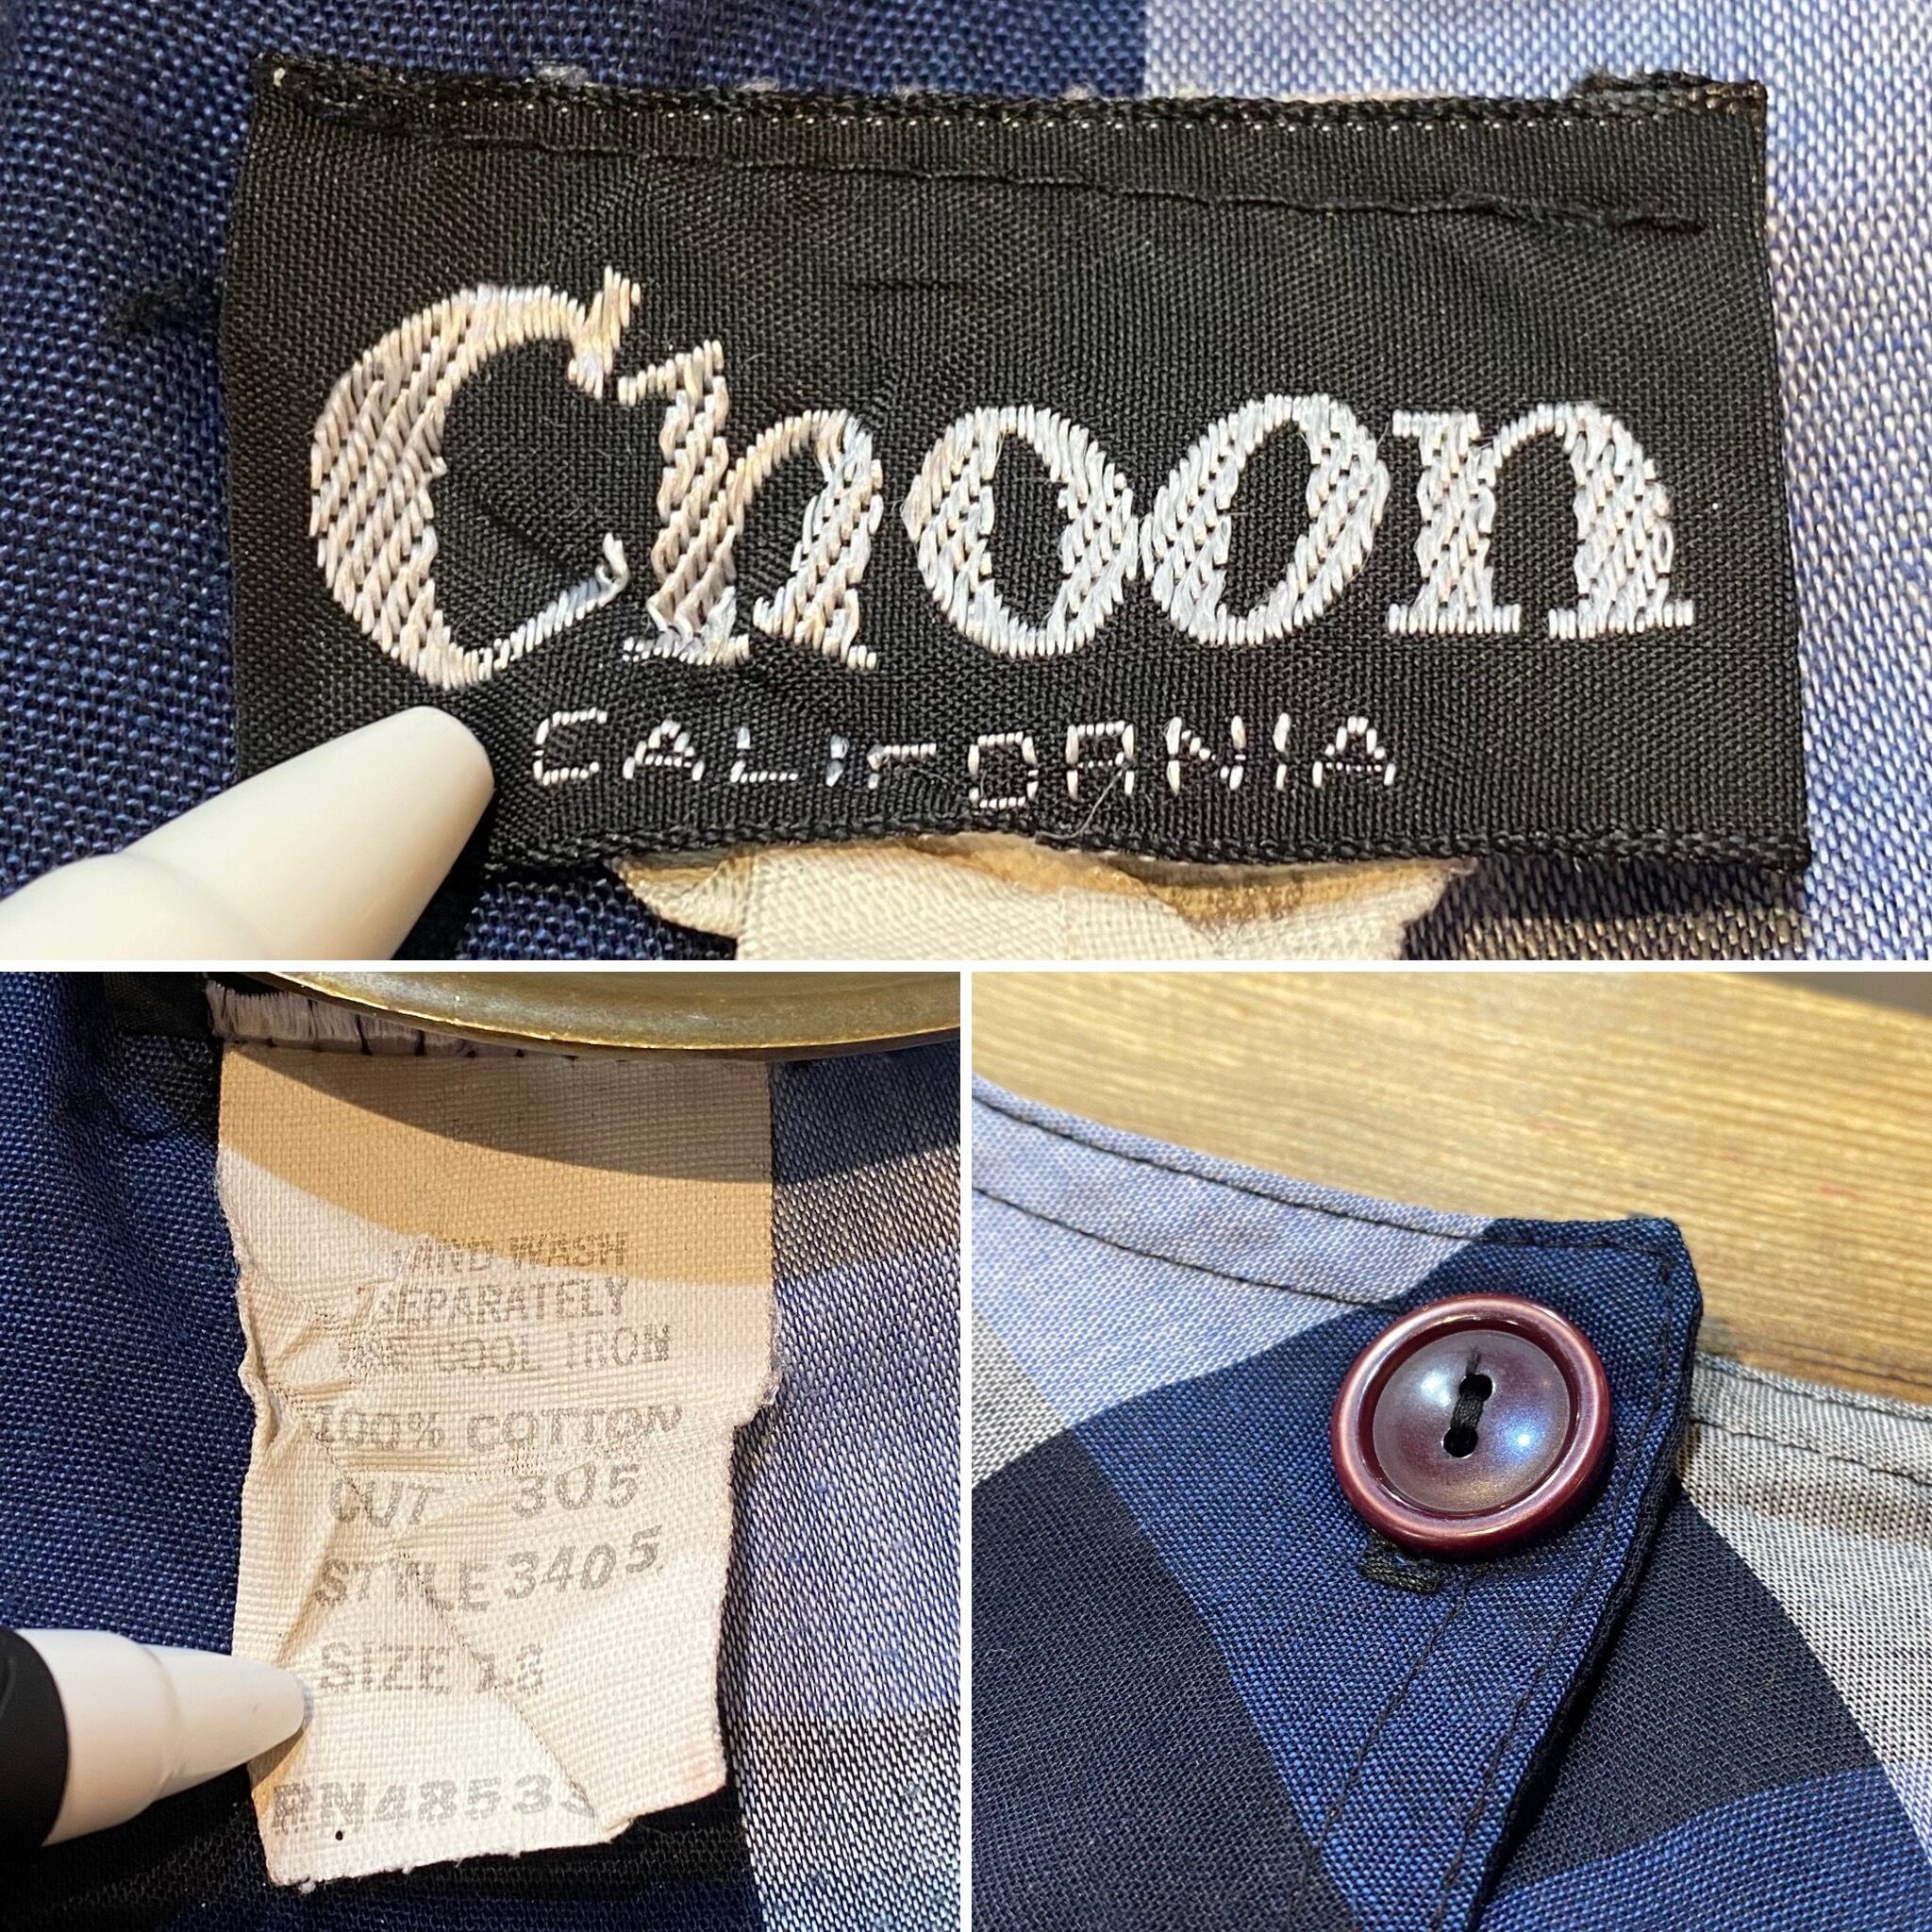 Choon
CALIFORNIA
HAND WASH
SEPARATELY
USE COOL IRON
100% COTTON
CUT 305
STYLE 3405
SIZE 13
RN48533